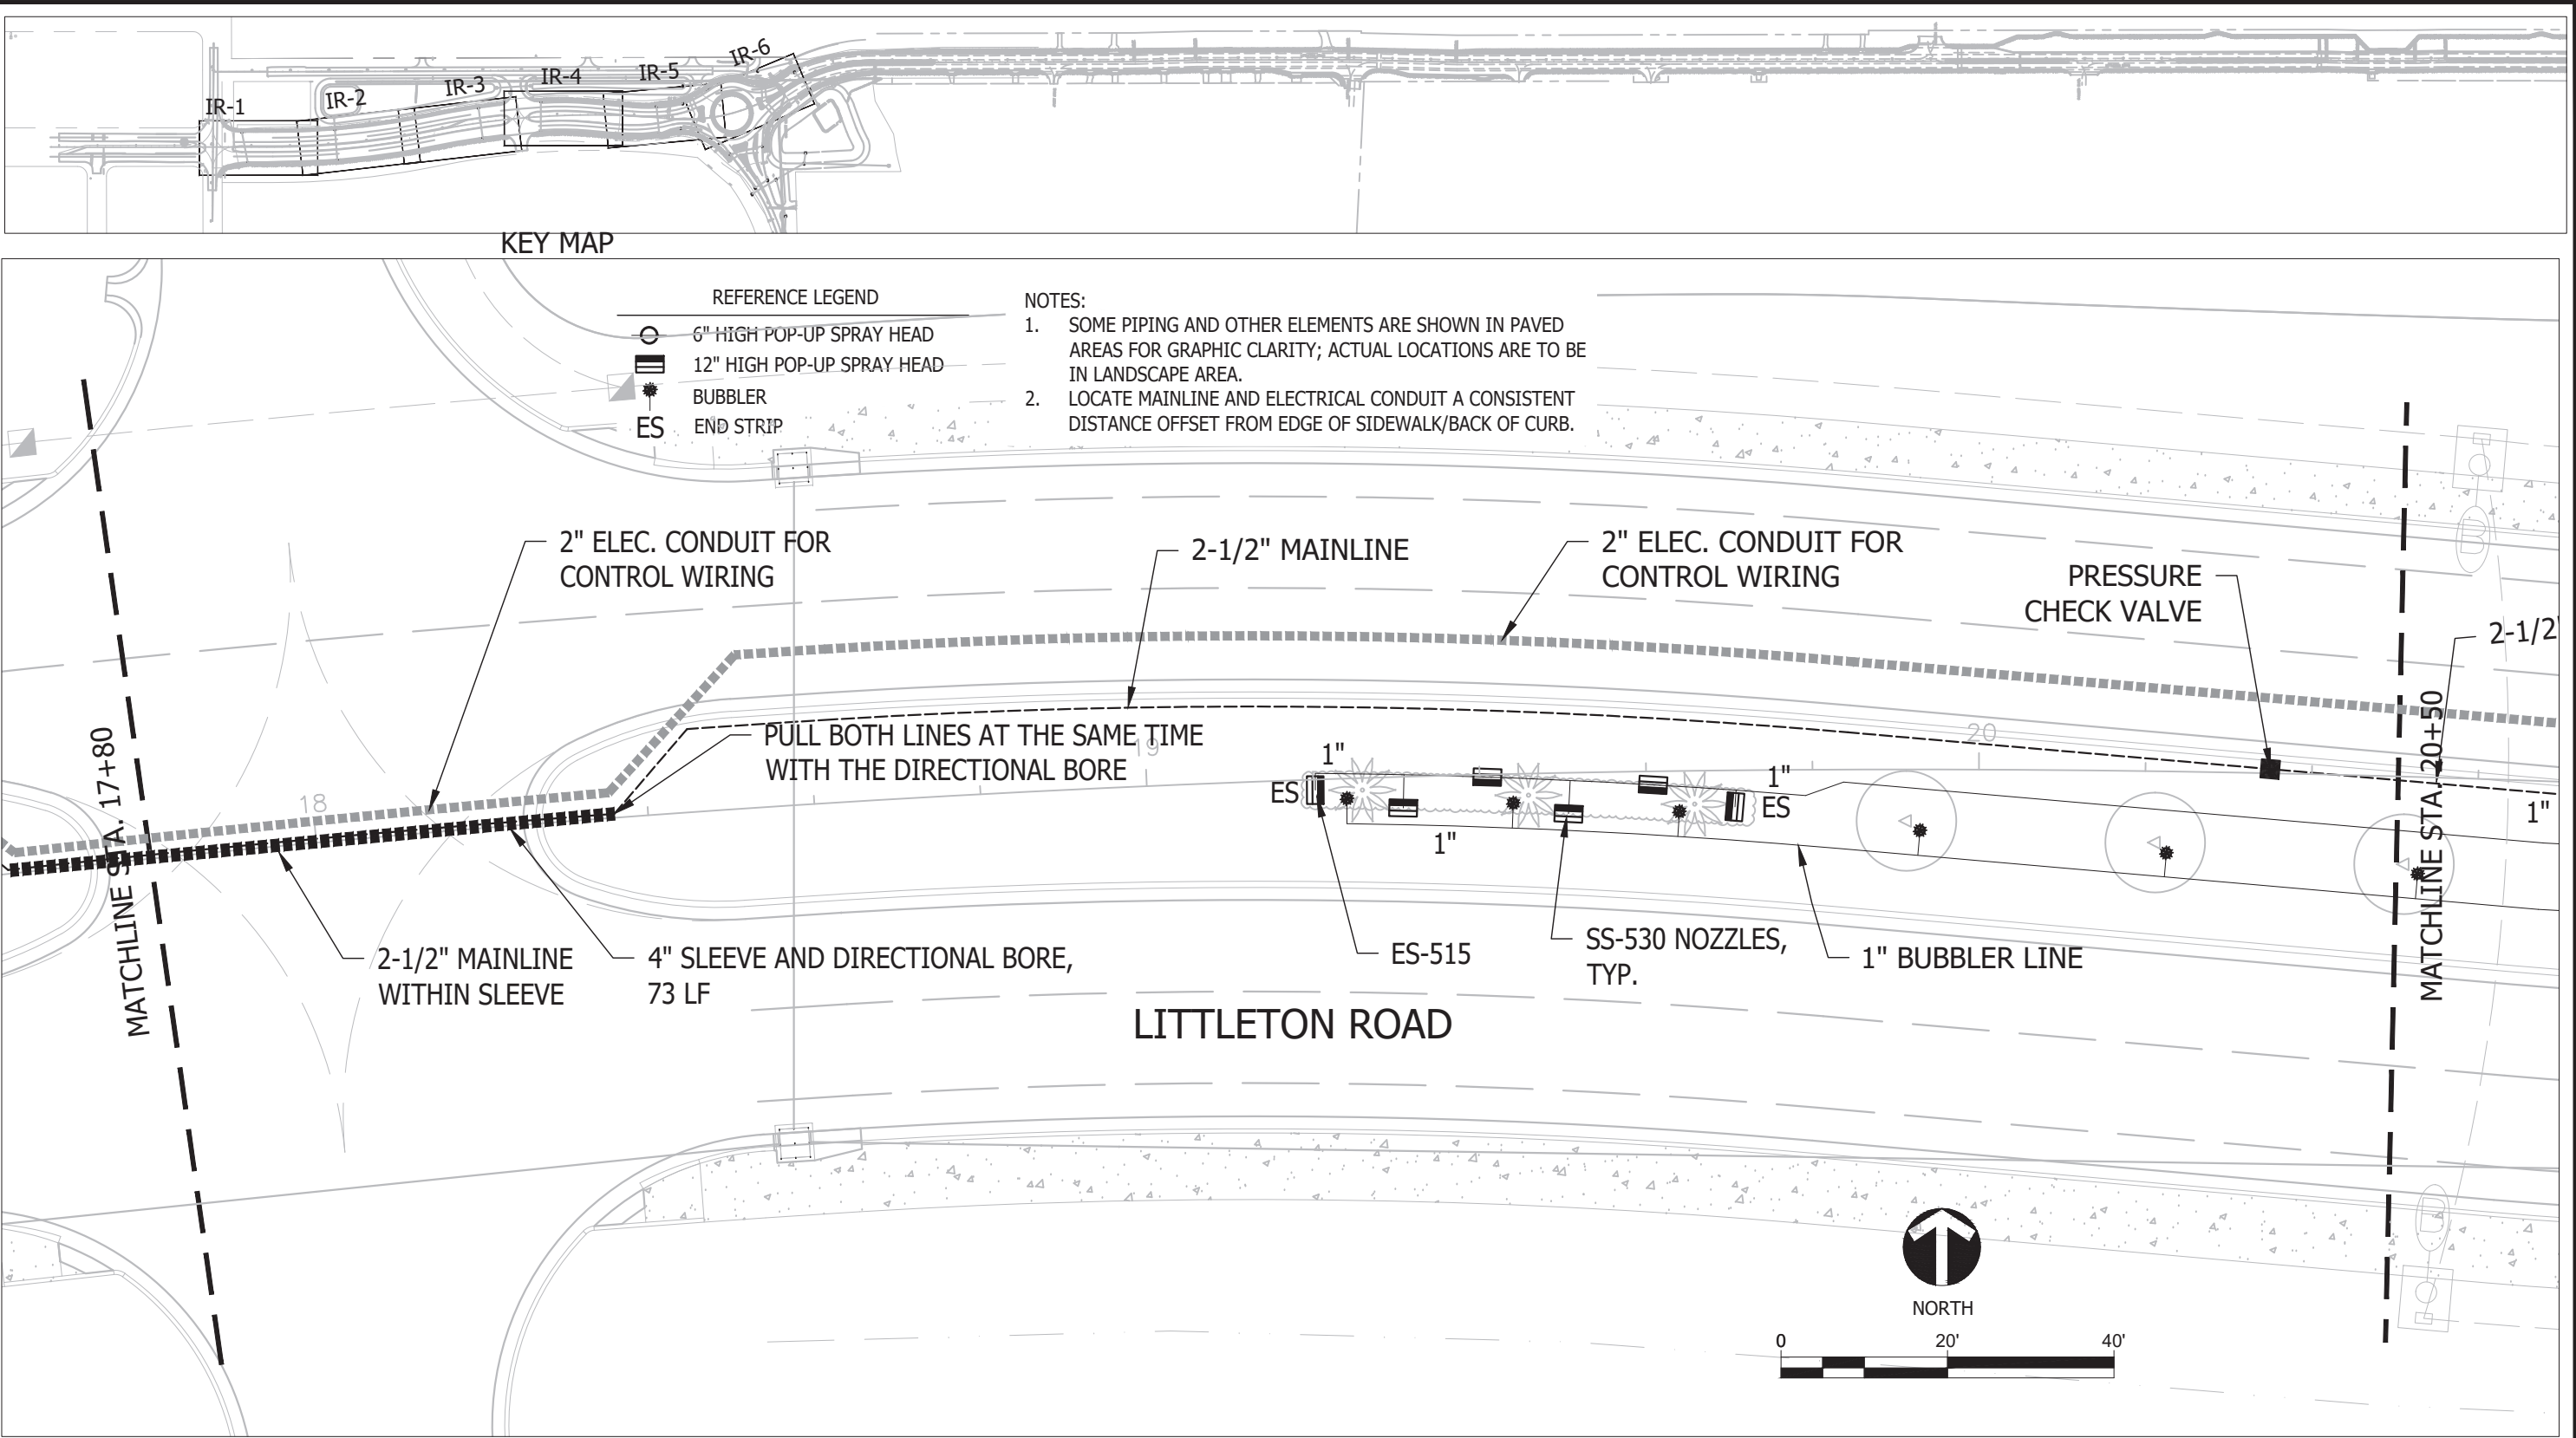 IR-1
IR-2
IR-3
IR-4
IR-5
IR-6
KEY MAP
REFERENCE LEGEND
6" HIGH POP-UP SPRAY HEAD
12" HIGH POP-UP SPRAY HEAD
BUBBLER
ES END STRIP
NOTES:
1. SOME PIPING AND OTHER ELEMENTS ARE SHOWN IN PAVED
AREAS FOR GRAPHIC CLARITY; ACTUAL LOCATIONS ARE TO BE
IN LANDSCAPE AREA.
2. LOCATE MAINLINE AND ELECTRICAL CONDUIT A CONSISTENT
DISTANCE OFFSET FROM EDGE OF SIDEWALK/BACK OF CURB.
2" ELEC. CONDUIT FOR
CONTROL WIRING
2-1/2" MAINLINE
2" ELEC. CONDUIT FOR
CONTROL WIRING
PRESSURE
CHECK VALVE
2-1/2"
B
MATCHLINE STA. 17+80
18
PULL BOTH LINES AT THE SAME TIME
WITH THE DIRECTIONAL BORE
19
20
1"
ES
1"
1"
ES
1"
MATCHLINE STA. 20+50
2-1/2" MAINLINE
WITHIN SLEEVE
4" SLEEVE AND DIRECTIONAL BORE,
73 LF
ES-515
SS-530 NOZZLES,
TYP.
1" BUBBLER LINE
LITTLETON ROAD
NORTH
0 20' 40'